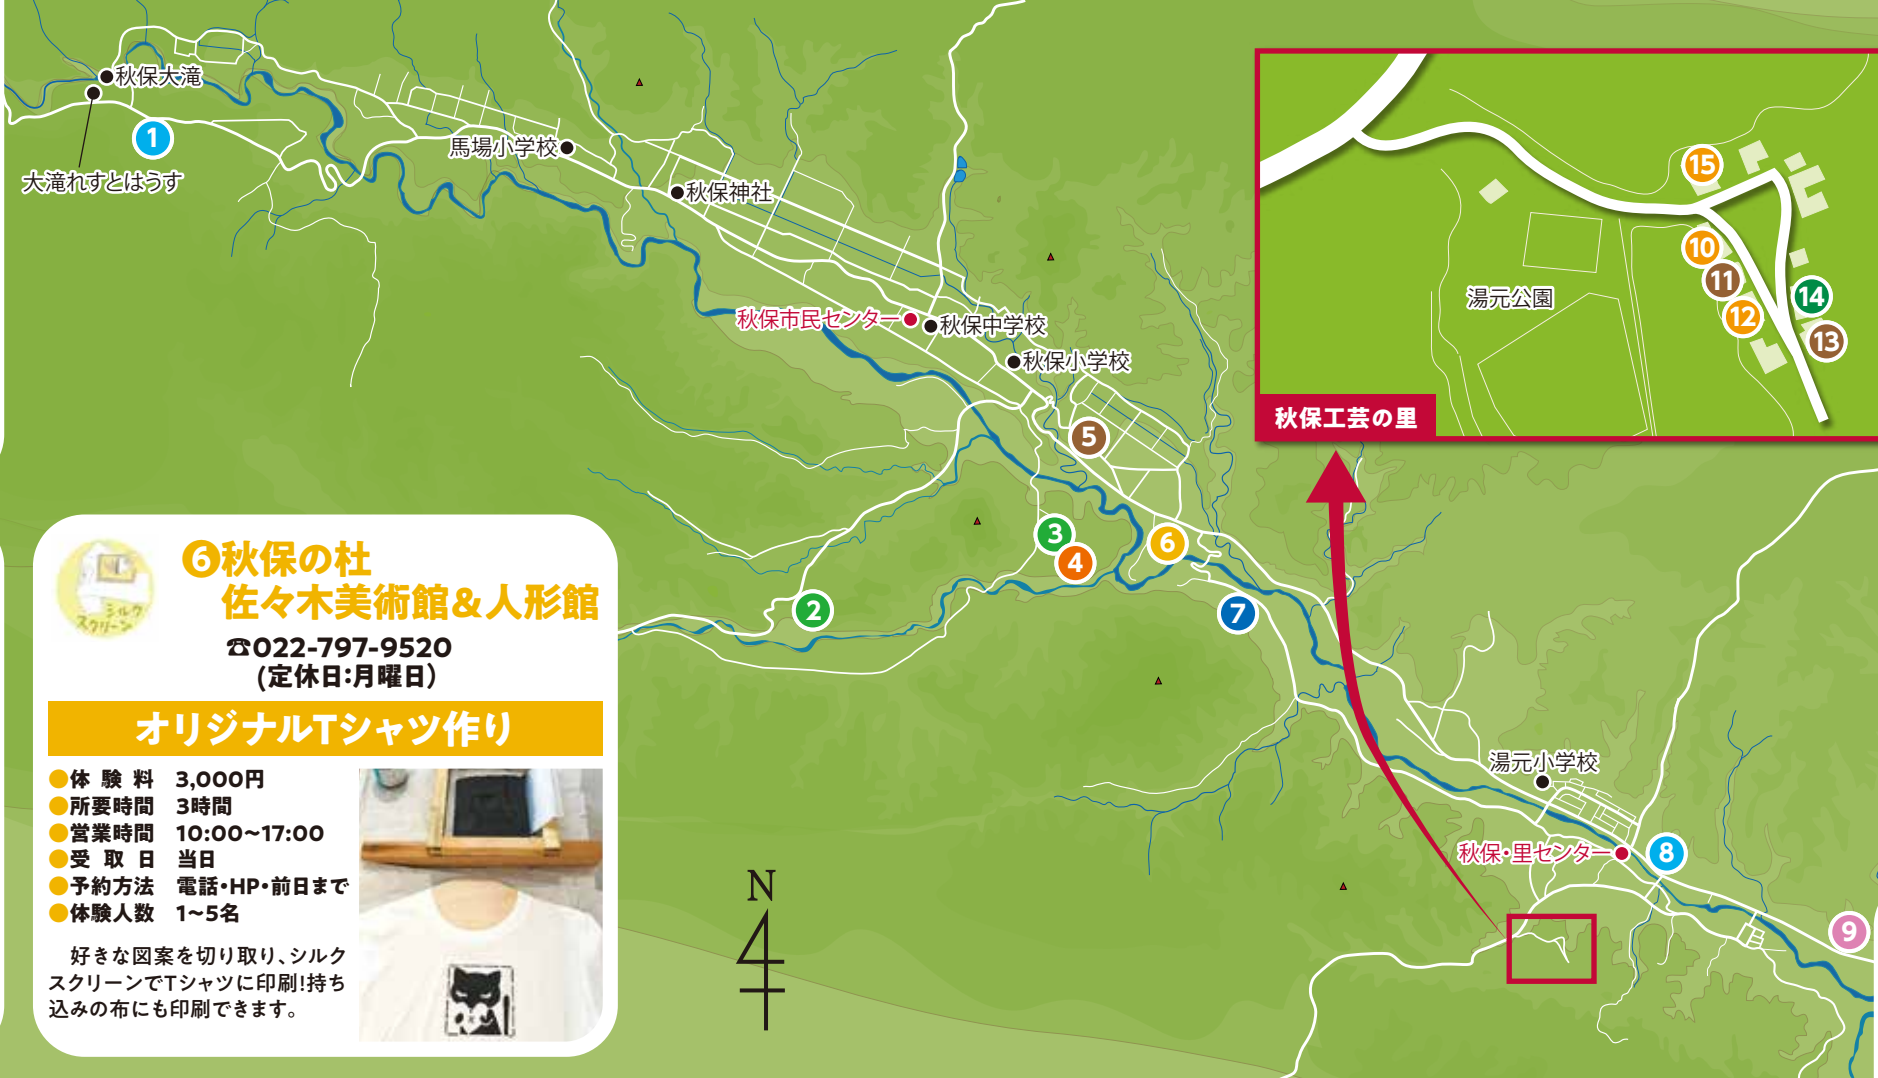 秋保大滝
1
大滝れすとはうす
馬場小学校
秋保神社
秋保市民センター
秋保中学校
秋保小学校
5
3
4
6
2
7
15
10
11
12
14
13
湯元公園
秋保工芸の里
湯元小学校
秋保・里センター
8
9
N
シルク
スクリーン
6秋保の杜
佐々木美術館&人形館
☎022-797-9520
(定休日:月曜日)
オリジナルTシャツ作り
●体験料 3,000円
●所要時間 3時間
●営業時間 10:00~17:00
●受取日 当日
●予約方法 電話・HP・前日まで
●体験人数 1~5名
好きな図案を切り取り、シルク
スクリーンでTシャツに印刷!持ち
込みの布にも印刷できます。